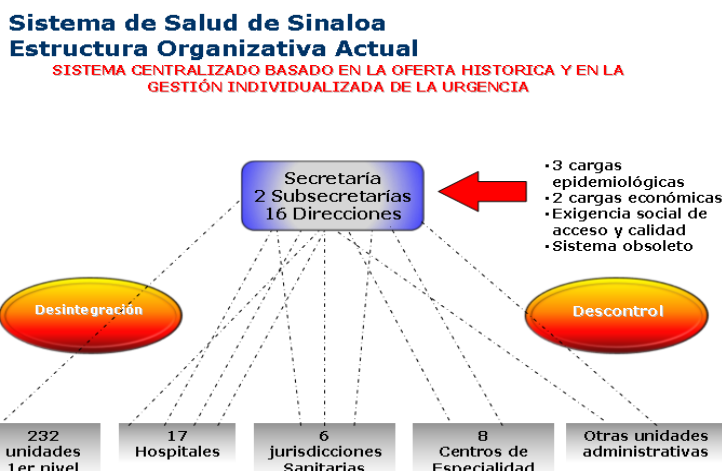 Sistema de Salud de Sinaloa
Estructura Organizativa Actual
SISTEMA CENTRALIZADO BASADO EN LA OFERTA HISTORICA Y EN LA
GESTIÓN INDIVIDUALIZADA DE LA URGENCIA
Secretaría
2 Subsecretarías
16 Direcciones
•3 cargas
epidemiológicas
•2 cargas económicas
•Exigencia social de
acceso y calidad
•Sistema obsoleto
Desintegración
Descontrol
232
unidades
1er nivel
17
Hospitales
6
jurisdicciones
Sanitarias
8
Centros de
Especialidad
Otras unidades
administrativas